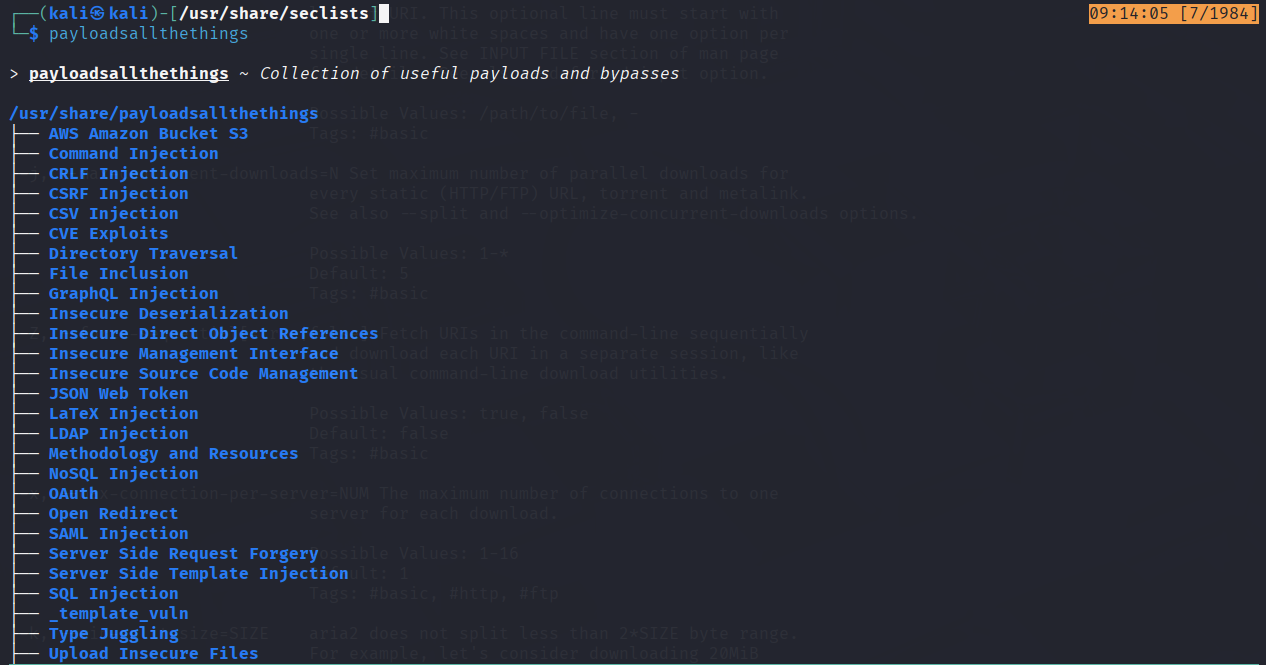 ┌──(kali㉿kali)-[/usr/share/seclists] URI. This optional line must start with 09:14:05 [7/1984]
└─$ payloadsallthethings one or more white spaces and have one option per
single line. See INPUT FILE section of man page
> payloadsallthethings ~ Collection of useful payloads and bypasses t option.
/usr/share/payloadsallthethings ossible Values: /path/to/file, -
├── AWS Amazon Bucket S3 Tags: #basic
├── Command Injection
├── CRLF Injection ent-downloads=N Set maximum number of parallel downloads for
├── CSRF Injection every static (HTTP/FTP) URL, torrent and metalink.
├── CSV Injection See also --split and --optimize-concurrent-downloads options.
├── CVE Exploits
├── Directory Traversal Possible Values: 1-*
├── File Inclusion Default: 5
├── GraphQL Injection Tags: #basic
├── Insecure Deserialization
├── Insecure Direct Object References Fetch URIs in the command-line sequentially
├── Insecure Management Interface download each URI in a separate session, like
├── Insecure Source Code Management sual command-line download utilities.
├── JSON Web Token
├── LaTeX Injection Possible Values: true, false
├── LDAP Injection Default: false
├── Methodology and Resources Tags: #basic
├── NoSQL Injection
├── OAuth x-connection-per-server=NUM The maximum number of connections to one
├── Open Redirect server for each download.
├── SAML Injection
├── Server Side Request Forgery ossible Values: 1-16
├── Server Side Template Injection ult: 1
├── SQL Injection Tags: #basic, #http, #ftp
├── _template_vuln
├── Type Juggling size=SIZE aria2 does not split less than 2*SIZE byte range.
├── Upload Insecure Files For example, let's consider downloading 20MiB